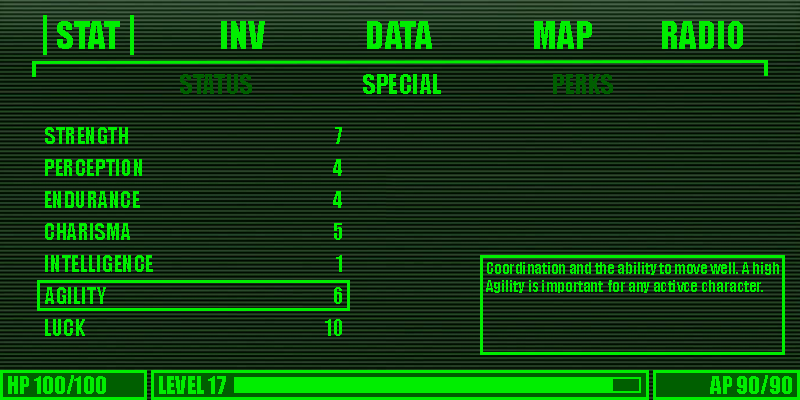 STAT INV DATA MAP RADIO
STATUS SPECIAL PERKS
STRENGTH 7
PERCEPTION 4
ENDURANCE 4
CHARISMA 5
INTELLIGENCE 1
AGILITY 6
LUCK 10
Coordination and the ability to move well. A high
Agility is important for any activce character.
HP 100/100 LEVEL 17 AP 90/90